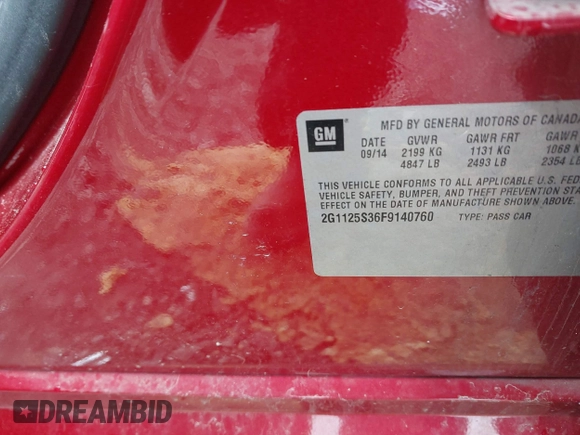 GM
MFD BY GENERAL MOTORS OF CANADA
DATE GVWR GAWR FRT GAWR
09/14 2199 KG 1131 KG 1068 K
4847 LB 2493 LB 2354 LB
THIS VEHICLE CONFORMS TO ALL APPLICABLE U.S. FED
VEHICLE SAFETY, BUMPER, AND THEFT PREVENTION STA
EFFECT ON THE DATE OF MANUFACTURE SHOWN ABOVE.
2G1125S36F9140760 TYPE: PASS CAR
DREAMBID